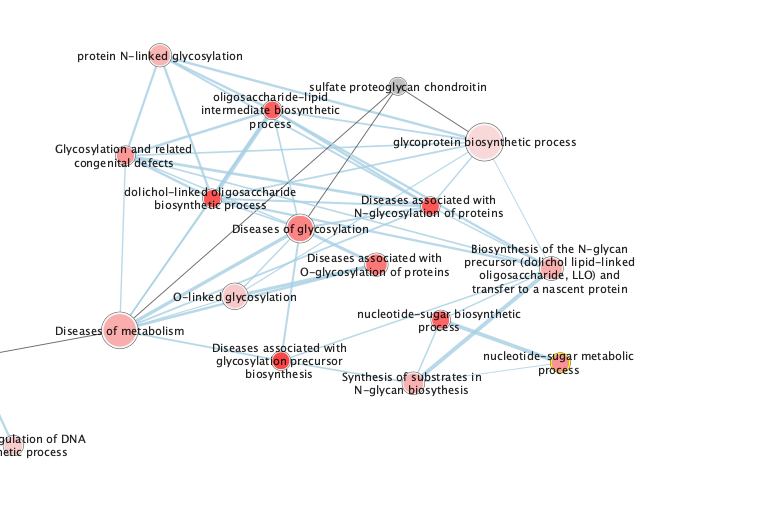 protein N-linked glycosylation
sulfate proteoglycan chondroitin
oligosaccharide-lipid
intermediate biosynthetic
process
glycoprotein biosynthetic process
Glycosylation and related
congenital defects
dolichol-linked oligosaccharide
biosynthetic process
Diseases associated with
N-glycosylation of proteins
Diseases of glycosylation
Biosynthesis of the N-glycan
precursor (dolichol lipid-linked
oligosaccharide, LLO) and
transfer to a nascent protein
Diseases associated with
O-glycosylation of proteins
O-linked glycosylation
nucleotide-sugar biosynthetic
process
Diseases of metabolism
Diseases associated with
glycosylation precursor
biosynthesis
nucleotide-sugar metabolic
process
Synthesis of substrates in
N-glycan biosythesis
gulation of DNA
netic process